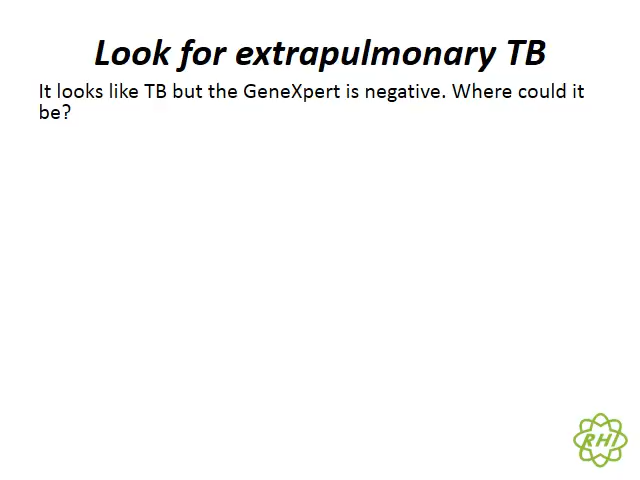 Look for extrapulmonary TB
It looks like TB but the GeneXpert is negative. Where could it
be?
RHI